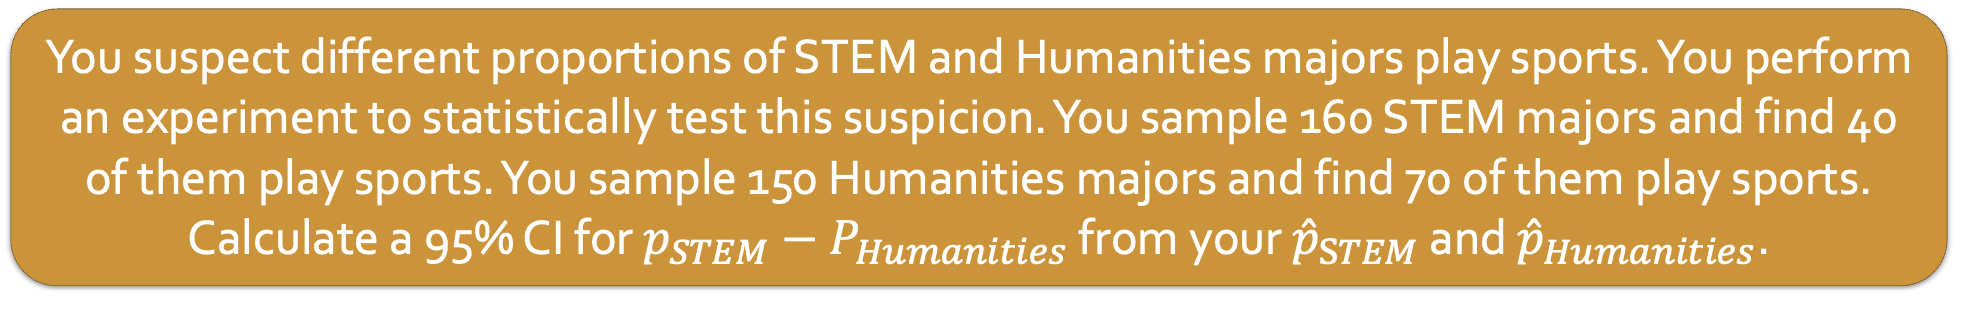 You suspect different proportions of STEM and Humanities majors play sports. You perform
an experiment to statistically test this suspicion. You sample 160 STEM majors and find 40
of them play sports. You sample 150 Humanities majors and find 70 of them play sports.
Calculate a 95% CI for p_STEM − P_Humanities from your p̂_STEM and p̂_Humanities.